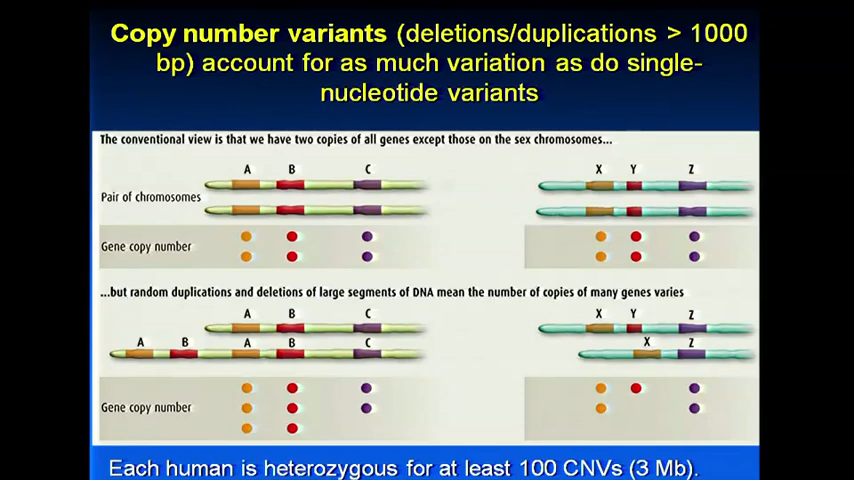 Copy number variants (deletions/duplications > 1000
bp) account for as much variation as do single-
nucleotide variants
The conventional view is that we have two copies of all genes except those on the sex chromosomes...
A B C X Y Z
Pair of chromosomes
Gene copy number
...but random duplications and deletions of large segments of DNA mean the number of copies of many genes varies
A B C X Y Z
A B A B C X Z
Gene copy number
Each human is heterozygous for at least 100 CNVs (3 Mb).